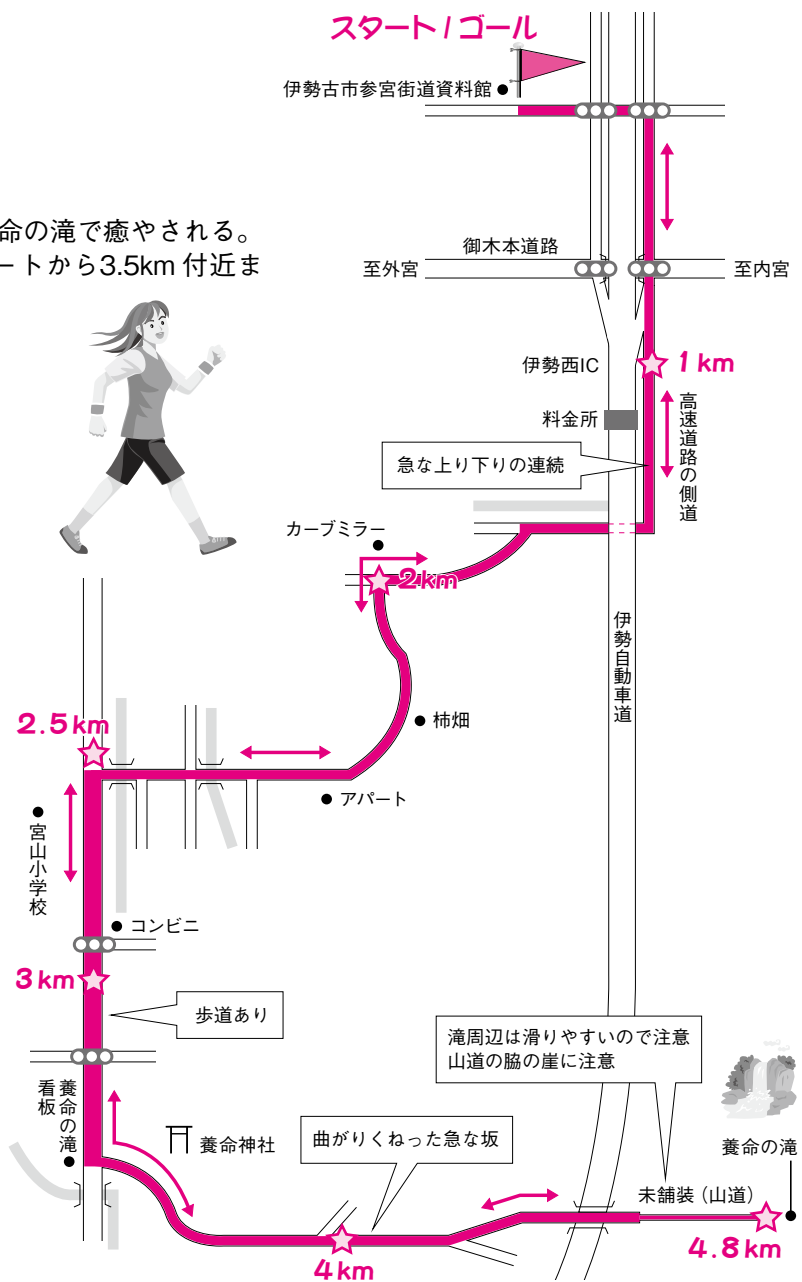 スタート/ゴール
伊勢古市参宮街道資料館
命の滝で癒やされる。
ートから3.5km 付近ま
御木本道路
至外宮
至内宮
伊勢西IC
1km
料金所
高速道路の側道
急な上り下りの連続
カーブミラー
2km
伊勢自動車道
柿畑
2.5km
アパート
宮山小学校
コンビニ
3km
歩道あり
滝周辺は滑りやすいので注意
山道の脇の崖に注意
養命の滝
看板
養命神社
曲がりくねった急な坂
養命の滝
未舗装(山道)
4km
4.8km